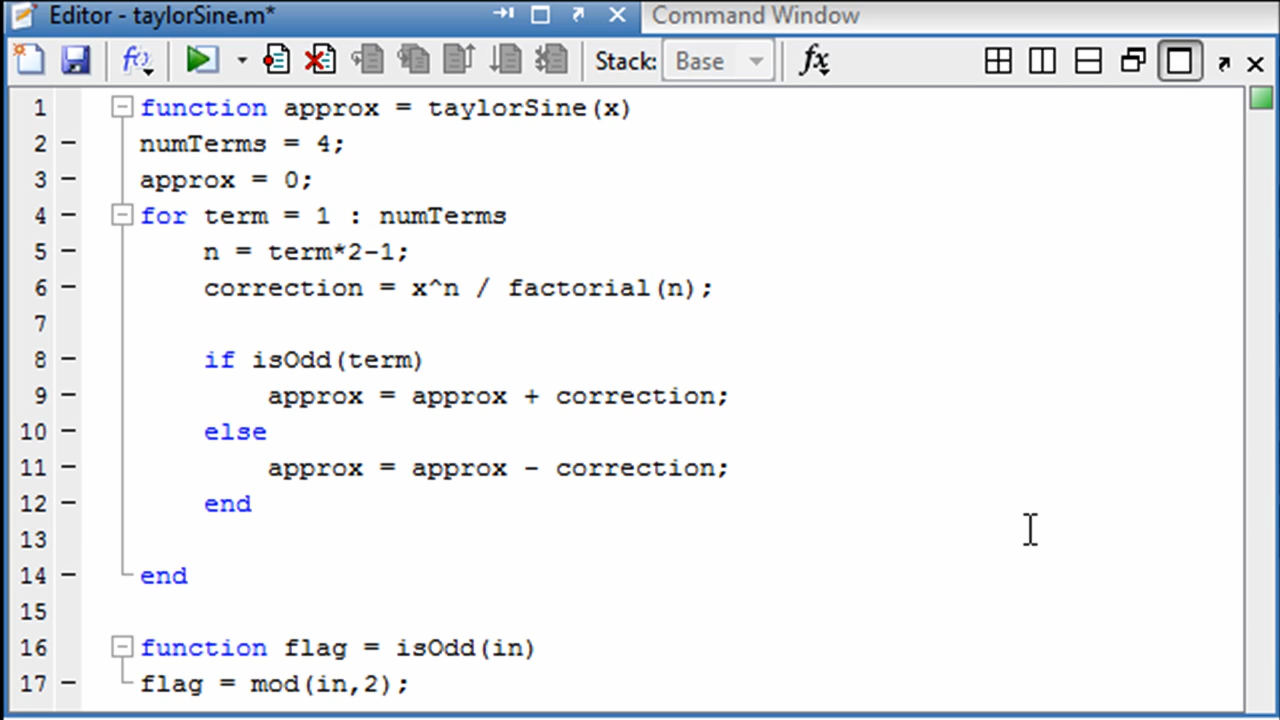 Editor - taylorSine.m*
Command Window
Stack: Base fx
1 function approx = taylorSine(x)
2 - numTerms = 4;
3 - approx = 0;
4 - for term = 1 : numTerms
5 - n = term*2-1;
6 - correction = x^n / factorial(n);
7
8 - if isOdd(term)
9 - approx = approx + correction;
10 - else
11 - approx = approx - correction;
12 - end
13
14 - end
15
16 function flag = isOdd(in)
17 - flag = mod(in,2);